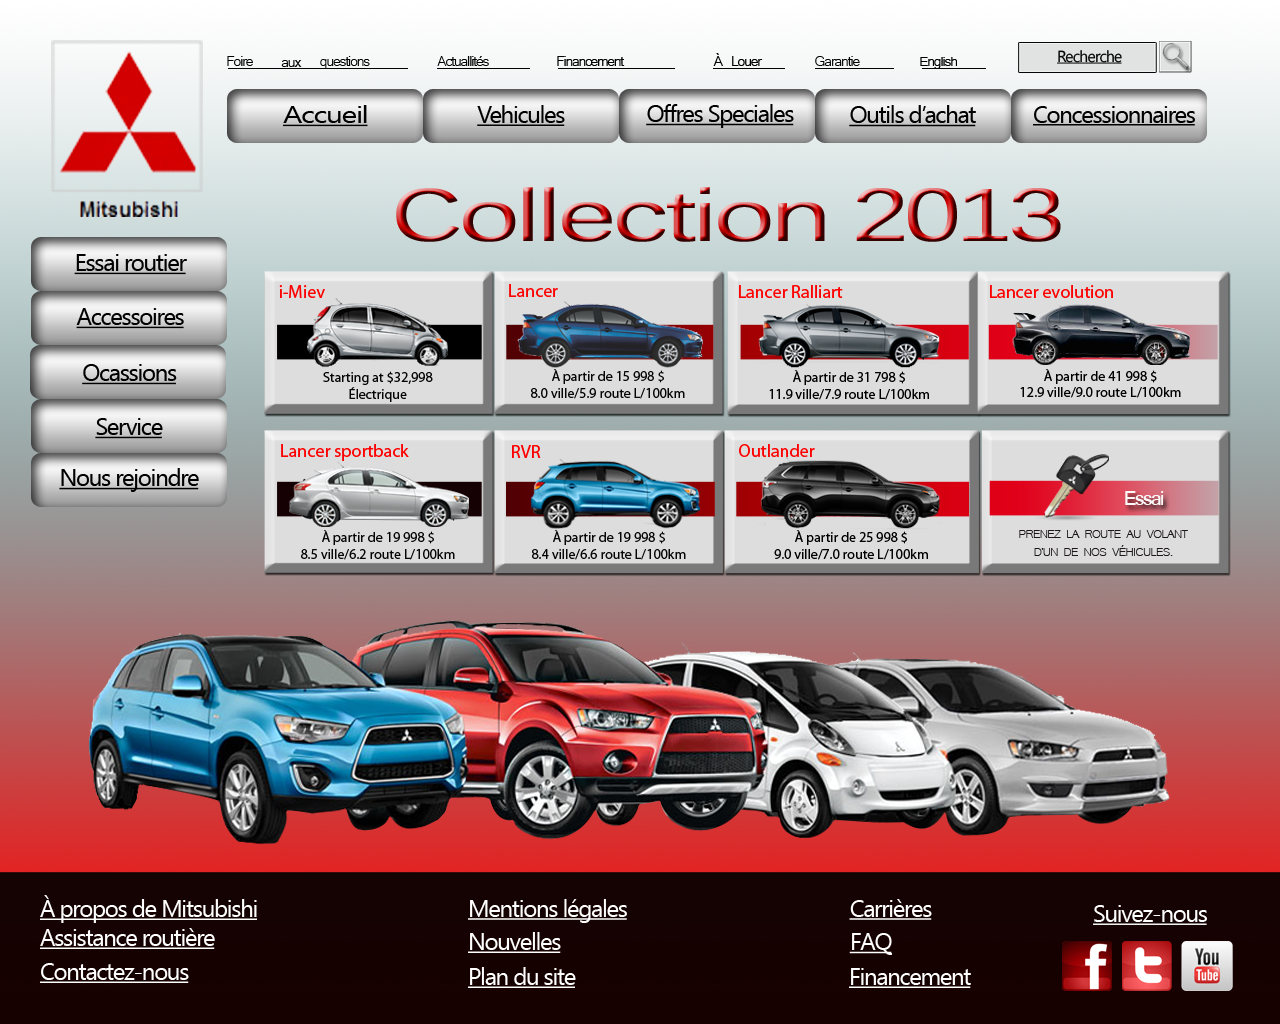 Foire aux questions
Actuallités
Financement
À Louer
Garantie
English
Recherche
Accueil
Vehicules
Offres Speciales
Outils d'achat
Concessionnaires
Mitsubishi
Essai routier
Accessoires
Ocassions
Service
Nous rejoindre
Collection 2013
i-Miev
Starting at $32,998
Électrique
Lancer
À partir de 15 998 $
8.0 ville/5.9 route L/100km
Lancer Ralliart
À partir de 31 798 $
11.9 ville/7.9 route L/100km
Lancer evolution
À partir de 41 998 $
12.9 ville/9.0 route L/100km
Lancer sportback
À partir de 19 998 $
8.5 ville/6.2 route L/100km
RVR
À partir de 19 998 $
8.4 ville/6.6 route L/100km
Outlander
À partir de 25 998 $
9.0 ville/7.0 route L/100km
Essai
PRENEZ LA ROUTE AU VOLANT
D'UN DE NOS VÉHICULES.
À propos de Mitsubishi
Assistance routière
Contactez-nous
Mentions légales
Nouvelles
Plan du site
Carrières
FAQ
Financement
Suivez-nous
f
t
You
Tube